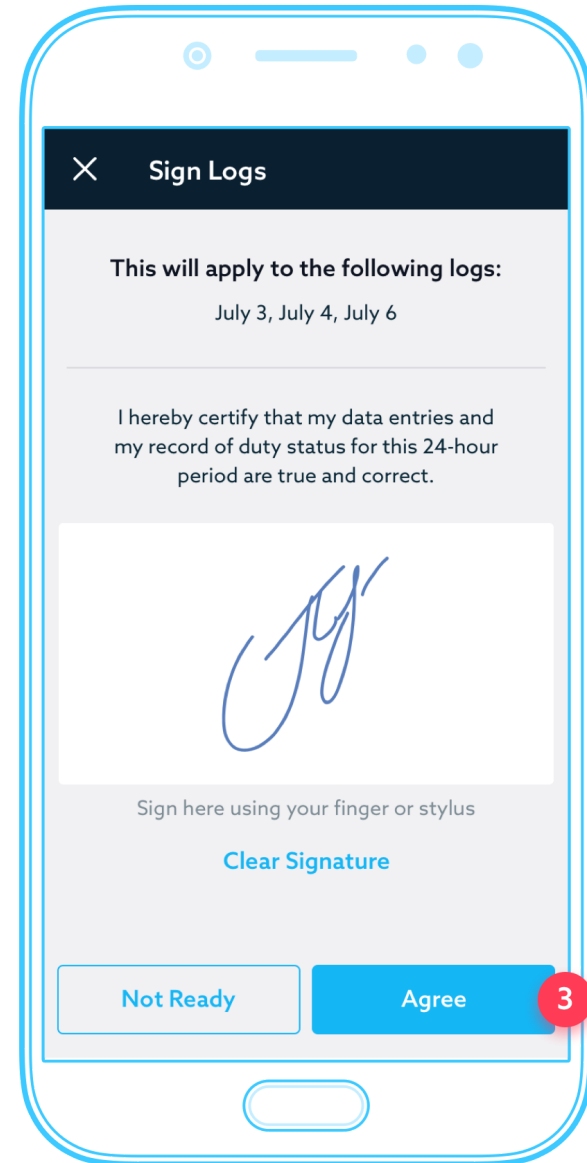 Sign Logs
This will apply to the following logs:
July 3, July 4, July 6
I hereby certify that my data entries and
my record of duty status for this 24-hour
period are true and correct.
Sign here using your finger or stylus
Clear Signature
Not Ready
Agree
3